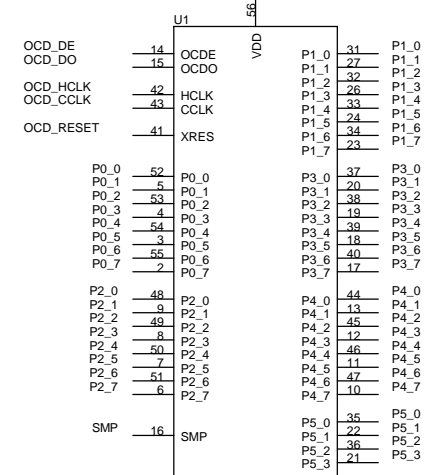 56
U1
VDD
OCD_DE 14 OCDE
OCD_DO 15 OCDO
OCD_HCLK 42 HCLK
OCD_CCLK 43 CCLK
OCD_RESET 41 XRES
P0_0 52 P0_0
P0_1 5 P0_1
P0_2 53 P0_2
P0_3 4 P0_3
P0_4 54 P0_4
P0_5 3 P0_5
P0_6 55 P0_6
P0_7 2 P0_7
P2_0 48 P2_0
P2_1 9 P2_1
P2_2 49 P2_2
P2_3 8 P2_3
P2_4 50 P2_4
P2_5 7 P2_5
P2_6 51 P2_6
P2_7 6 P2_7
SMP 16 SMP
P1_0 31 P1_0
P1_1 27 P1_1
P1_2 32 P1_2
P1_3 26 P1_3
P1_4 33 P1_4
P1_5 24 P1_5
P1_6 34 P1_6
P1_7 23 P1_7
P3_0 37 P3_0
P3_1 20 P3_1
P3_2 38 P3_2
P3_3 19 P3_3
P3_4 39 P3_4
P3_5 18 P3_5
P3_6 40 P3_6
P3_7 17 P3_7
P4_0 44 P4_0
P4_1 13 P4_1
P4_2 45 P4_2
P4_3 12 P4_3
P4_4 46 P4_4
P4_5 11 P4_5
P4_6 47 P4_6
P4_7 10 P4_7
P5_0 35 P5_0
P5_1 22 P5_1
P5_2 36 P5_2
P5_3 21 P5_3